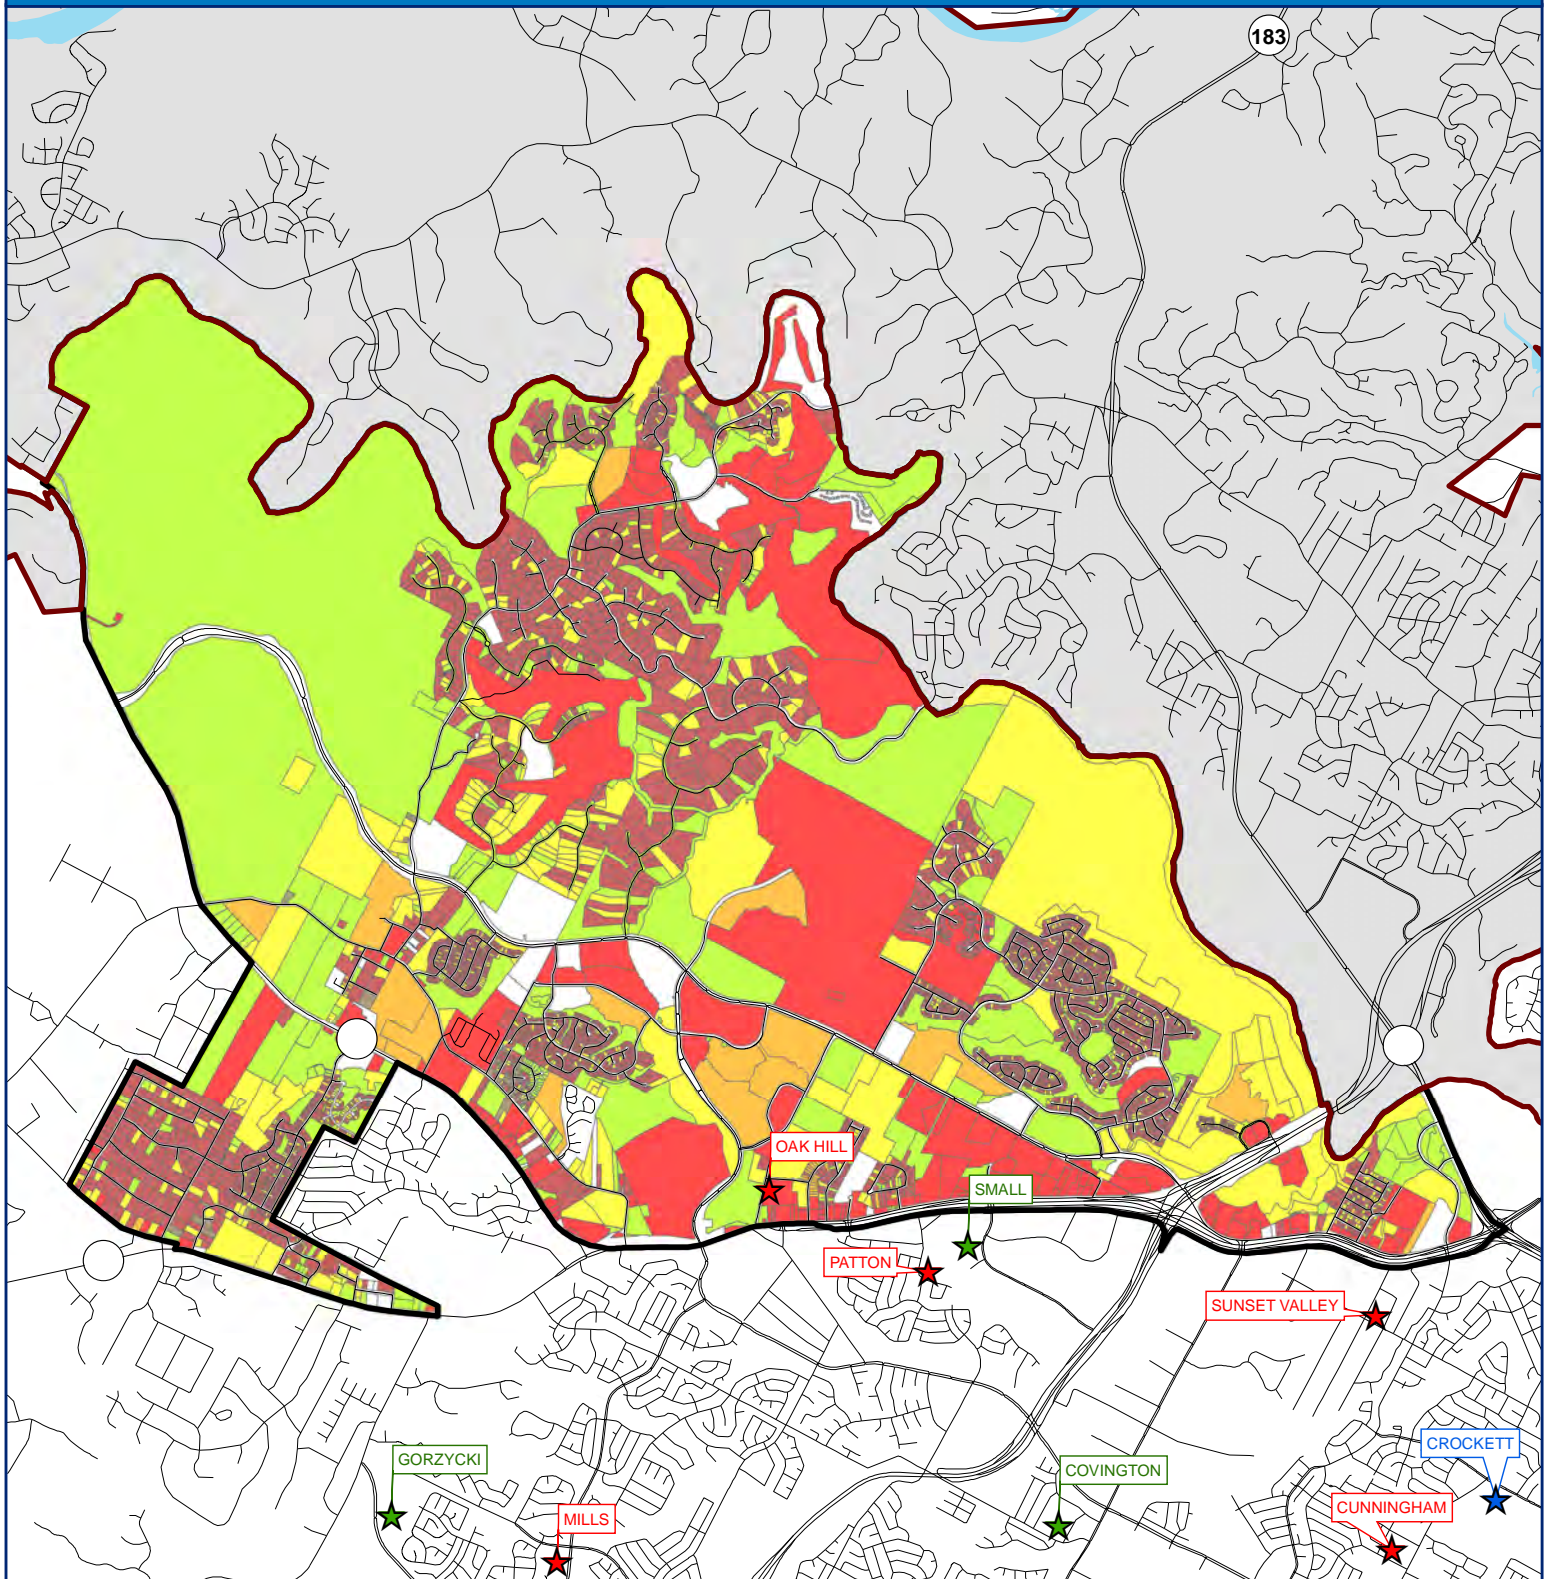 183
OAK HILL
SMALL
PATTON
SUNSET VALLEY
CROCKETT
GORZYCKI
COVINGTON
CUNNINGHAM
MILLS